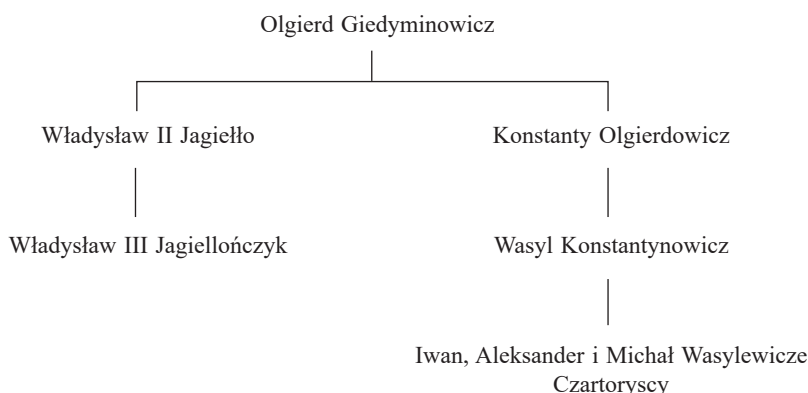 Olgierd Giedyminowicz
Władysław II Jagiełło
Konstanty Olgierdowicz
Władysław III Jagiellończyk
Wasyl Konstantynowicz
Iwan, Aleksander i Michał Wasylewicze
Czartoryscy